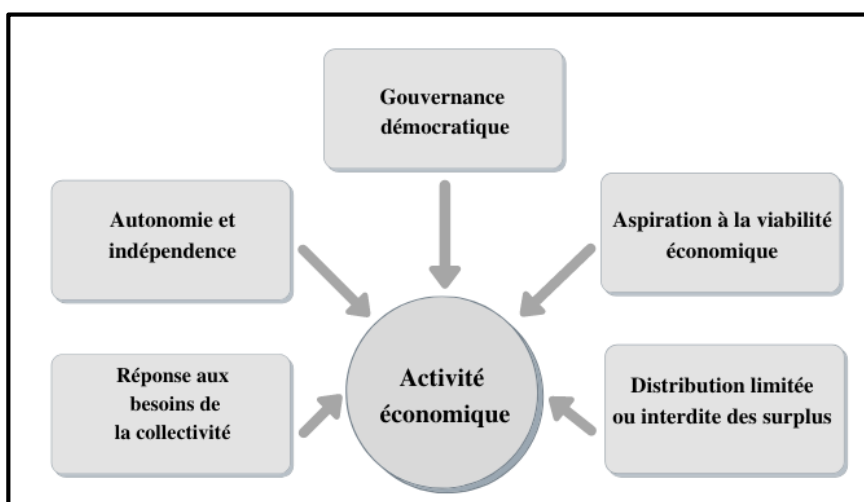 Gouvernance
démocratique
Autonomie et
indépendence
Aspiration à la viabilité
économique
Réponse aux
besoins de
la collectivité
Activité
économique
Distribution limitée
ou interdite des surplus